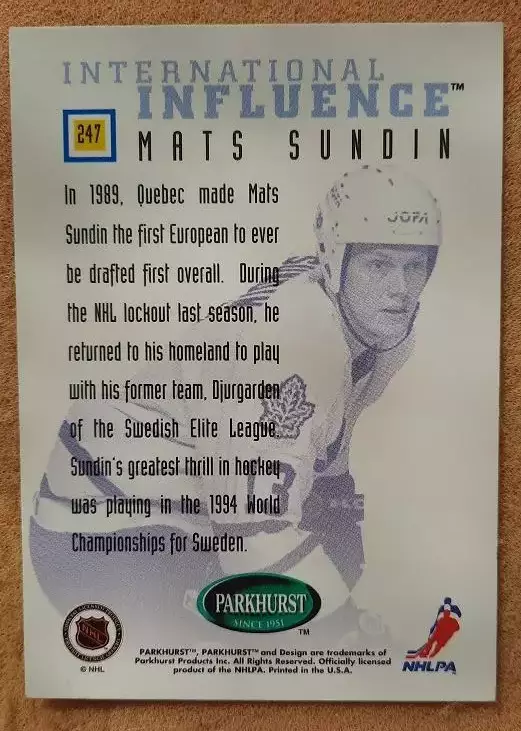 INTERNATIONAL
INFLUENCE™
247
MATS SUNDIN
In 1989, Quebec made Mats
Sundin the first European to ever
be drafted first overall. During
the NHL lockout last season, he
returned to his homeland to play
with his former team, Djurgarden
of the Swedish Elite League.
Sundin's greatest thrill in hockey
was playing in the 1994 World
Championships for Sweden.
JOFA
PARKHURST
SINCE 1951
™
© NHL
PARKHURST™, PARKHURST and Design are trademarks of
Parkhurst Products Inc. All Rights Reserved. Officially licensed
product of the NHLPA. Printed in the U.S.A.
NHLPA